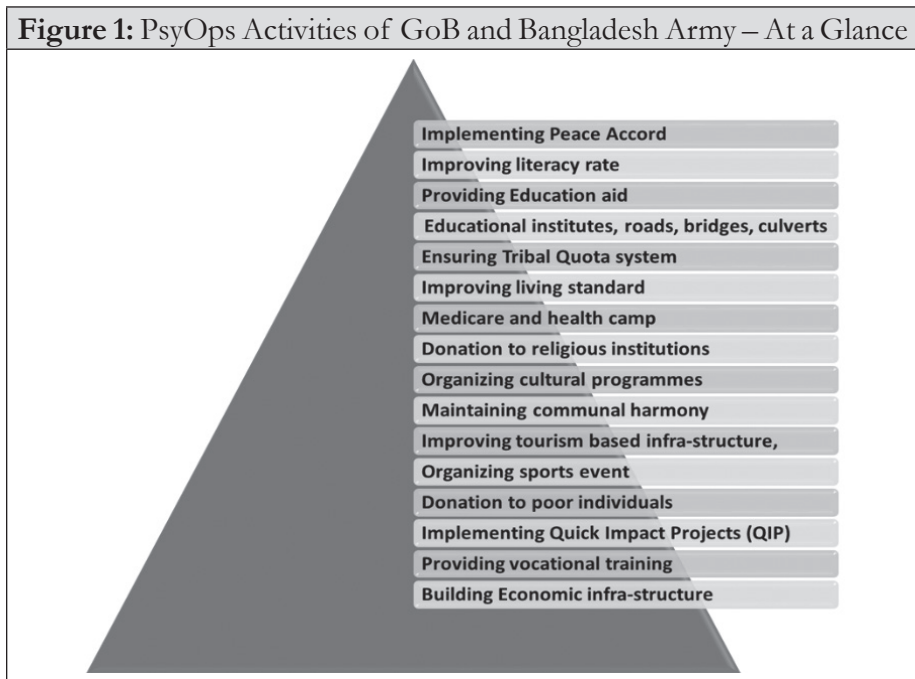 Figure 1: PsyOps Activities of GoB and Bangladesh Army – At a Glance
Implementing Peace Accord
Improving literacy rate
Providing Education aid
Educational institutes, roads, bridges, culverts
Ensuring Tribal Quota system
Improving living standard
Medicare and health camp
Donation to religious institutions
Organizing cultural programmes
Maintaining communal harmony
Improving tourism based infra-structure,
Organizing sports event
Donation to poor individuals
Implementing Quick Impact Projects (QIP)
Providing vocational training
Building Economic infra-structure